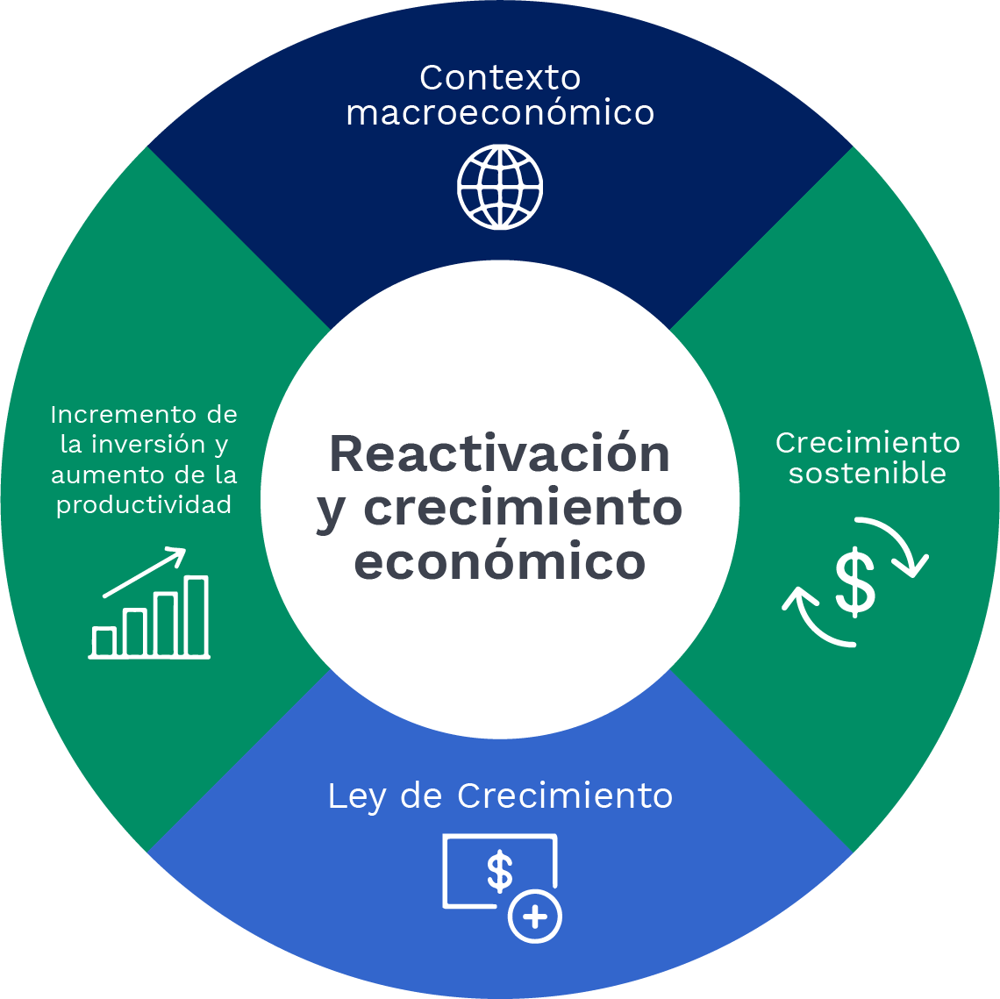 Contexto
macroeconómico
Incremento de
la inversión y
aumento de la
productividad
Reactivación
y crecimiento
económico
Crecimiento
sostenible
$
Ley de Crecimiento
$